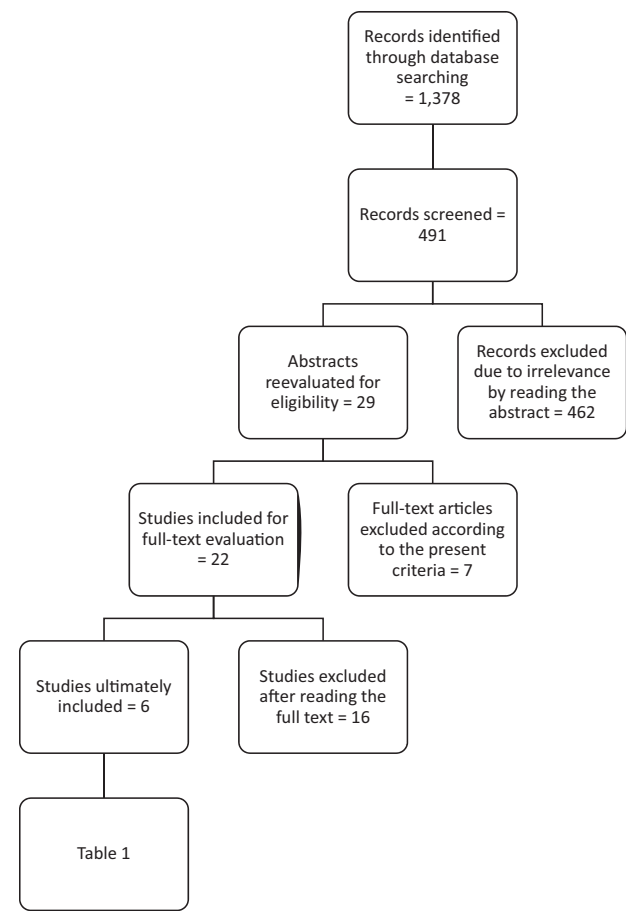 Records identified
through database
searching
= 1,378
Records screened =
491
Abstracts
reevaluated for
eligibility = 29
Records excluded
due to irrelevance
by reading the
abstract = 462
Studies included for
full-text evaluation
= 22
Full-text articles
excluded according
to the present
criteria = 7
Studies ultimately
included = 6
Studies excluded
after reading the
full text = 16
Table 1